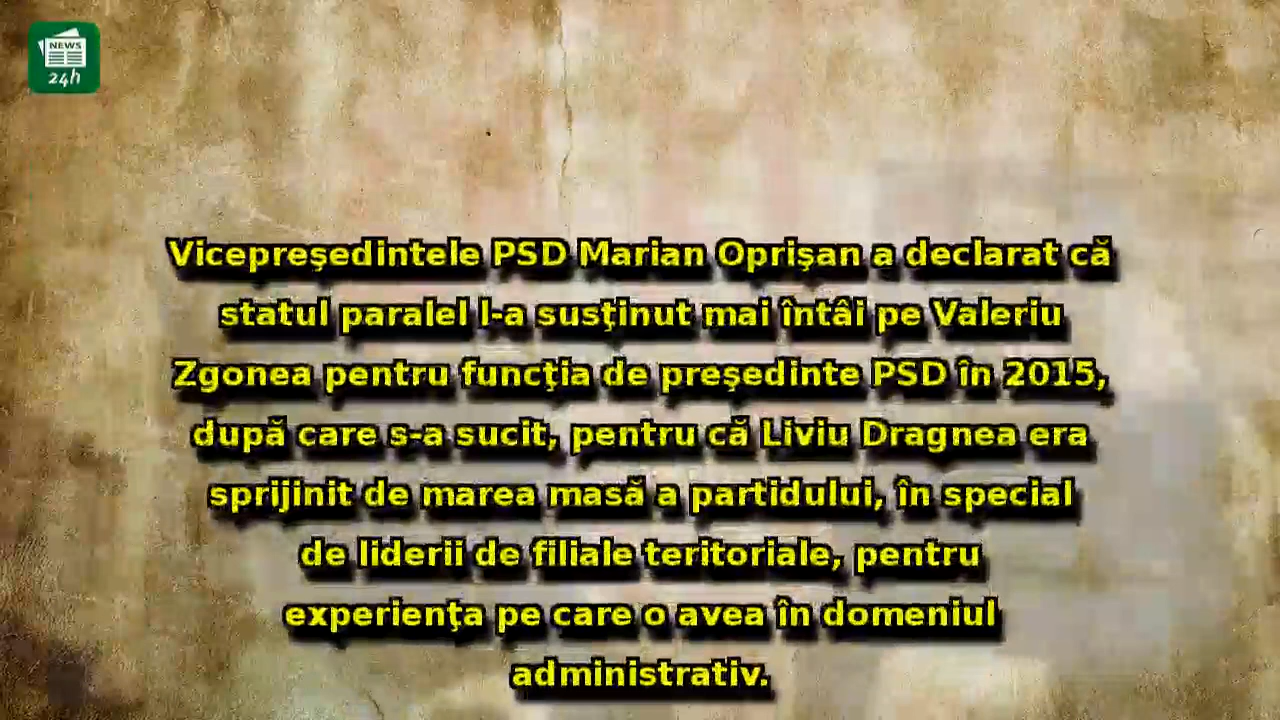 NEWS
24h
Vicepreşedintele PSD Marian Oprişan a declarat că
statul paralel l-a susţinut mai întâi pe Valeriu
Zgonea pentru funcţia de preşedinte PSD în 2015,
după care s-a sucit, pentru că Liviu Dragnea era
sprijinit de marea masă a partidului, în special
de liderii de filiale teritoriale, pentru
experienţa pe care o avea în domeniul
administrativ.